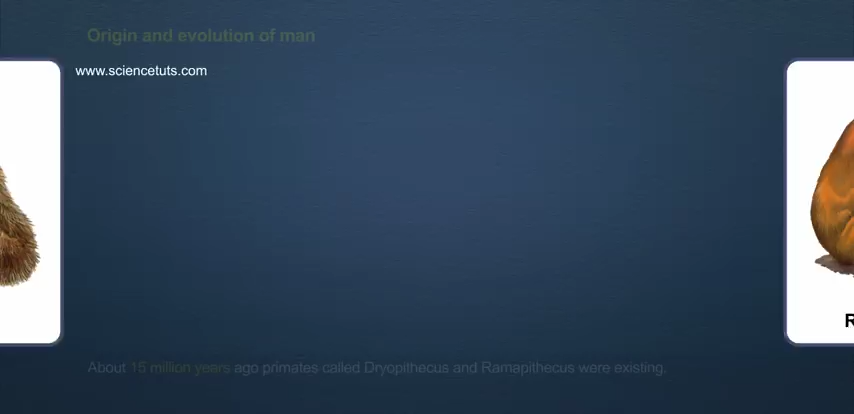 Origin and evolution of man
www.sciencetuts.com
R
About 15 million years ago primates called Dryopithecus and Ramapithecus were existing.